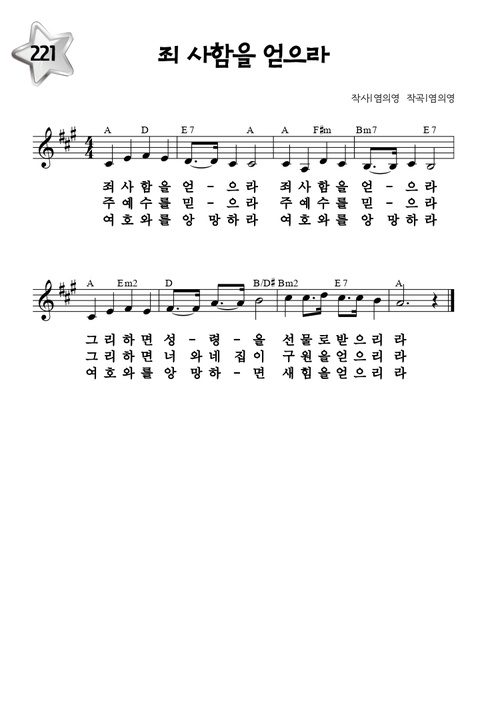 221
죄 사함을 얻으라
작사|염의영 작곡|염의영
A D E7 A A F♯m Bm7 E7
4/4
죄사함을 얻 - 으라 죄사함을 얻 - 으라
주예수를 믿 - 으라 주예수를 믿 - 으라
여호와를앙 망하라 여호와를앙 망하라
A Em2 D B/D♯ Bm2 E7 A
그리하면 성 - 령 - 을 선물로받으리라
그리하면 너 와네 집이 구원을얻으리라
여호와를앙 망하 - 면 새힘을얻으리 라